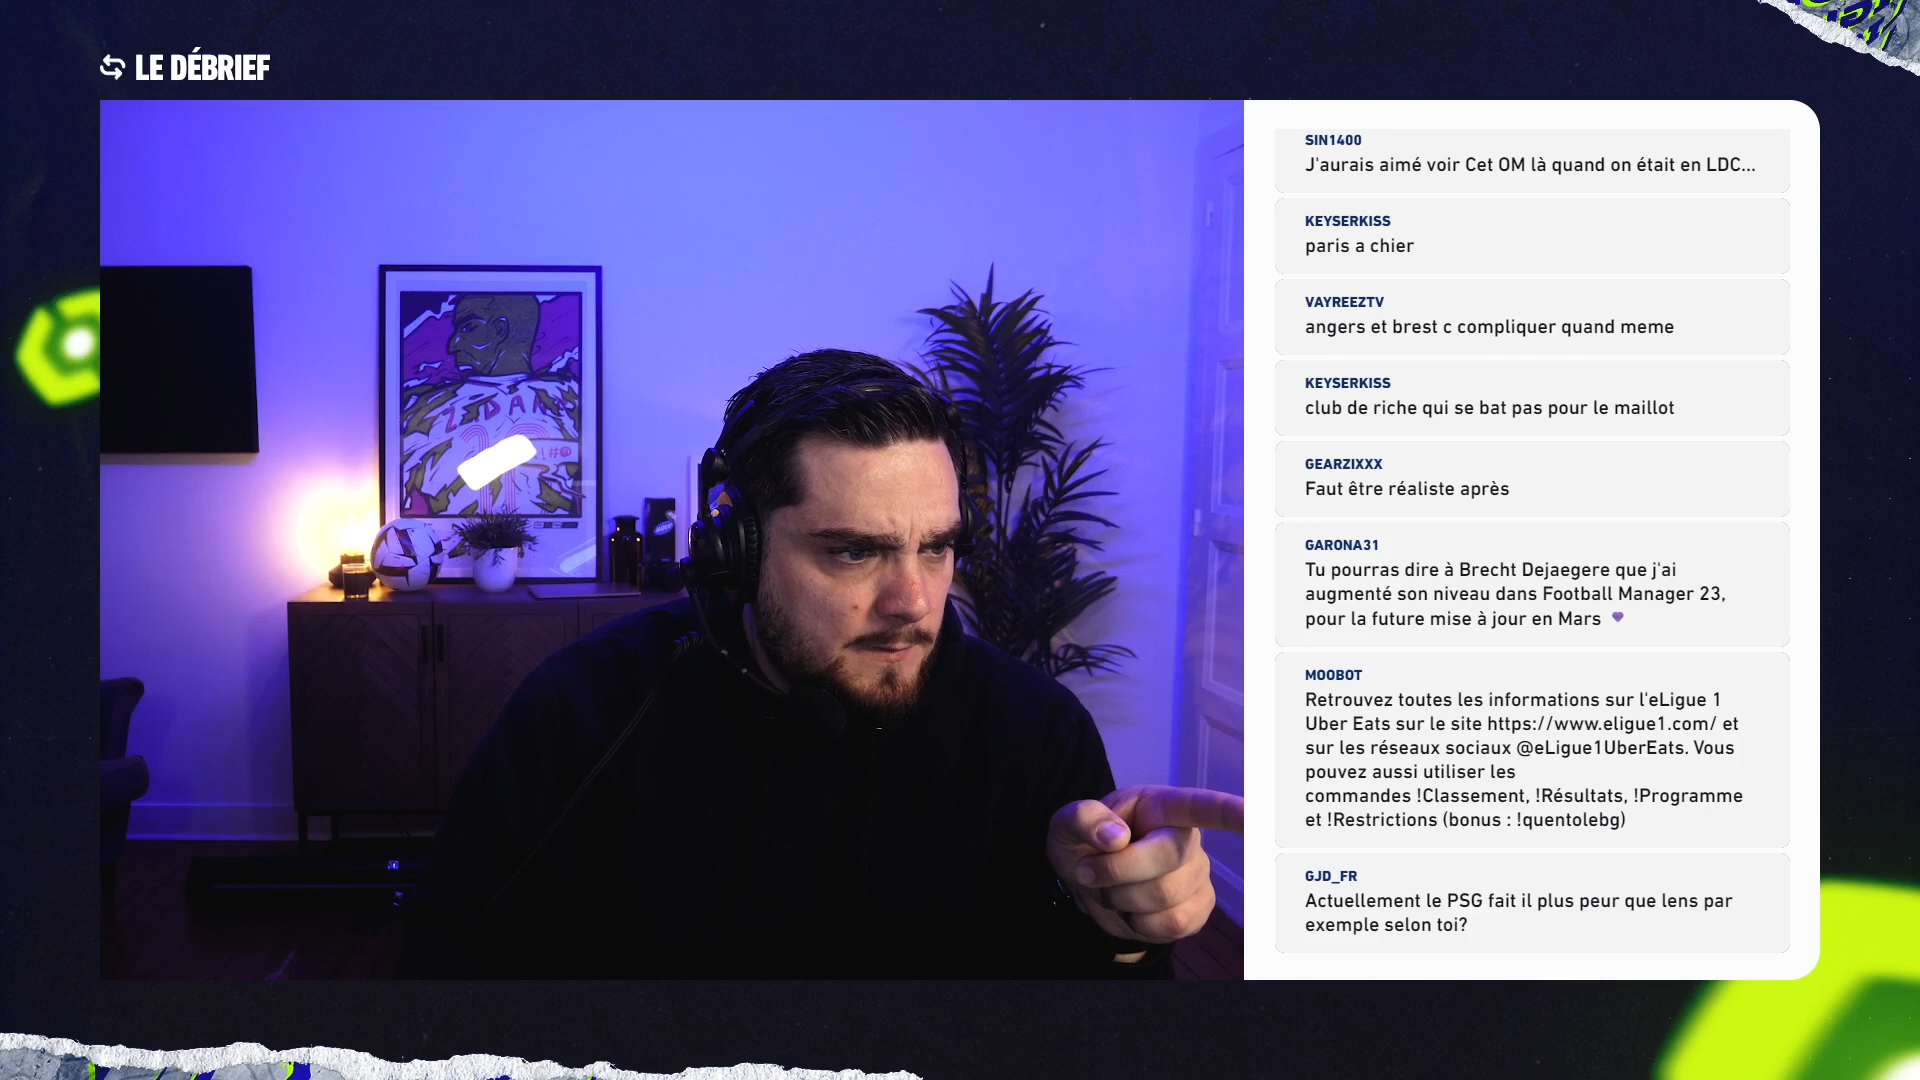 LE DÉBRIEF
ZIDAN
!#@
SIN1400
J'aurais aimé voir Cet OM là quand on était en LDC...
KEYSERKISS
paris a chier
VAYREEZTV
angers et brest c compliquer quand meme
KEYSERKISS
club de riche qui se bat pas pour le maillot
GEARZIXXX
Faut être réaliste après
GARONA31
Tu pourras dire à Brecht Dejaegere que j'ai
augmenté son niveau dans Football Manager 23,
pour la future mise à jour en Mars 💜
MOOBOT
Retrouvez toutes les informations sur l'eLigue 1
Uber Eats sur le site https://www.eligue1.com/ et
sur les réseaux sociaux @eLigue1UberEats. Vous
pouvez aussi utiliser les
commandes !Classement, !Résultats, !Programme
et !Restrictions (bonus : !quentolebg)
GJD_FR
Actuellement le PSG fait il plus peur que lens par
exemple selon toi?